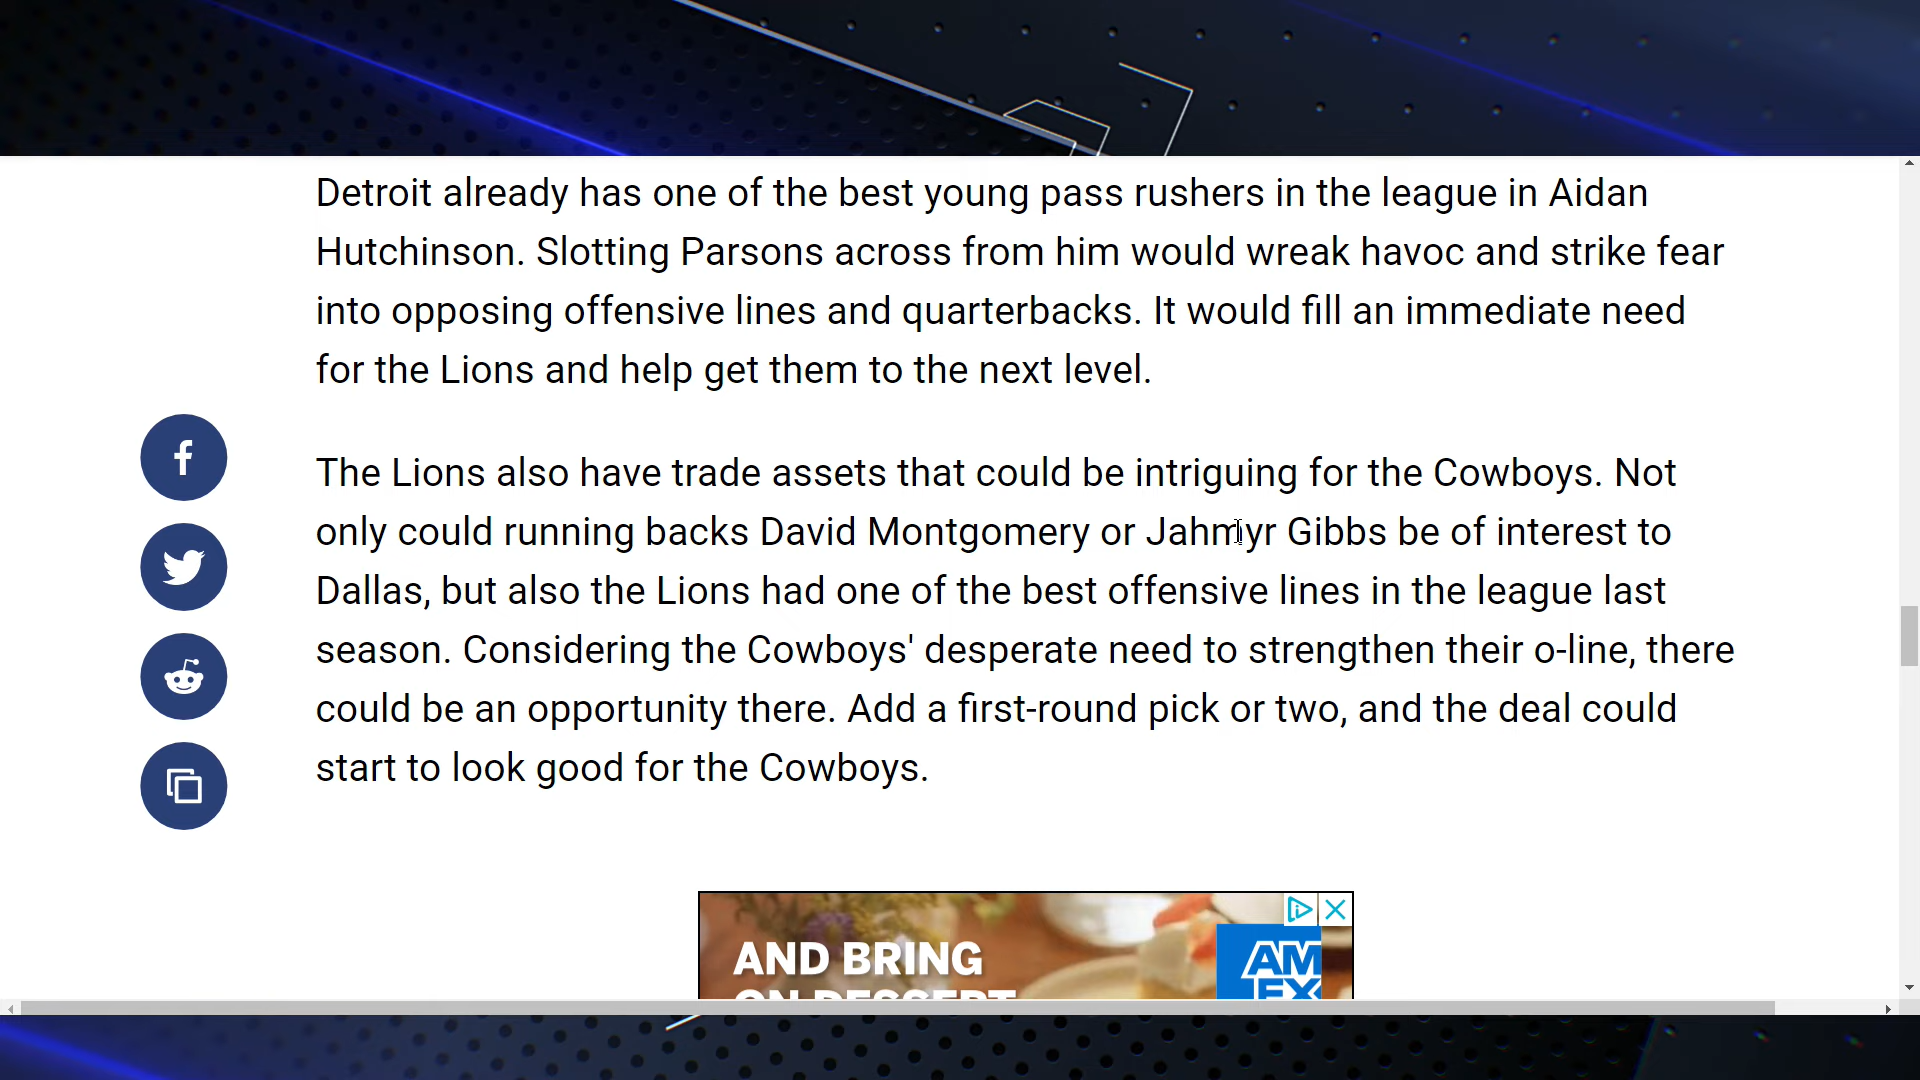 Detroit already has one of the best young pass rushers in the league in Aidan
Hutchinson. Slotting Parsons across from him would wreak havoc and strike fear
into opposing offensive lines and quarterbacks. It would fill an immediate need
for the Lions and help get them to the next level.
The Lions also have trade assets that could be intriguing for the Cowboys. Not
only could running backs David Montgomery or Jahmyr Gibbs be of interest to
Dallas, but also the Lions had one of the best offensive lines in the league last
season. Considering the Cowboys' desperate need to strengthen their o-line, there
could be an opportunity there. Add a first-round pick or two, and the deal could
start to look good for the Cowboys.
AND BRING
ON DESSERT
AM
EX